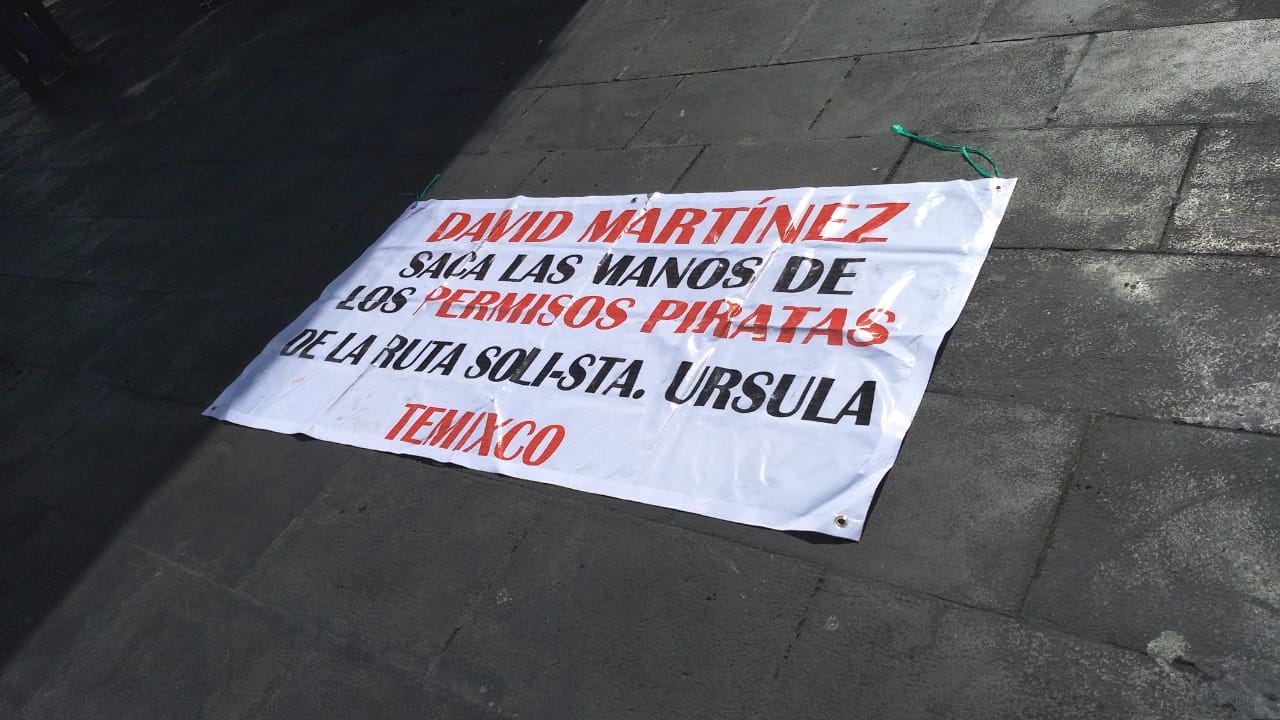 DAVID MARTÍNEZ
SACA LAS MANOS DE
LOS PERMISOS PIRATAS
DE LA RUTA SOLI-STA. URSULA
TEMIXCO